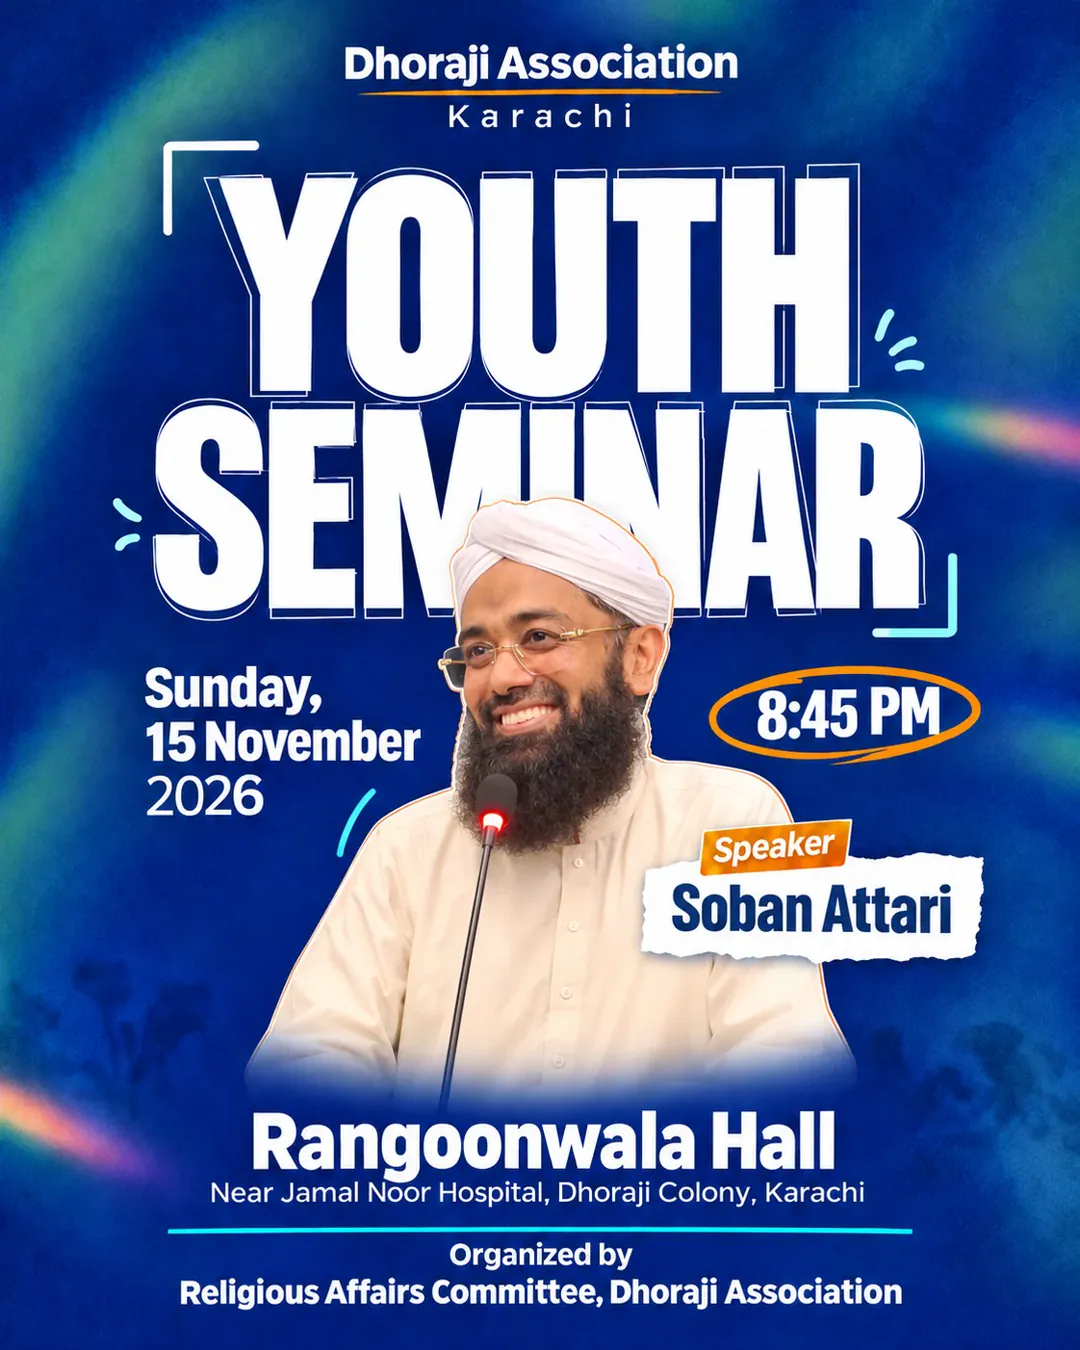 Dhoraji Association
Karachi
YOUTH
SEMINAR
Sunday,
15 November
2026
8:45 PM
Speaker
Soban Attari
Rangoonwala Hall
Near Jamal Noor Hospital, Dhoraji Colony, Karachi
Organized by
Religious Affairs Committee, Dhoraji Association